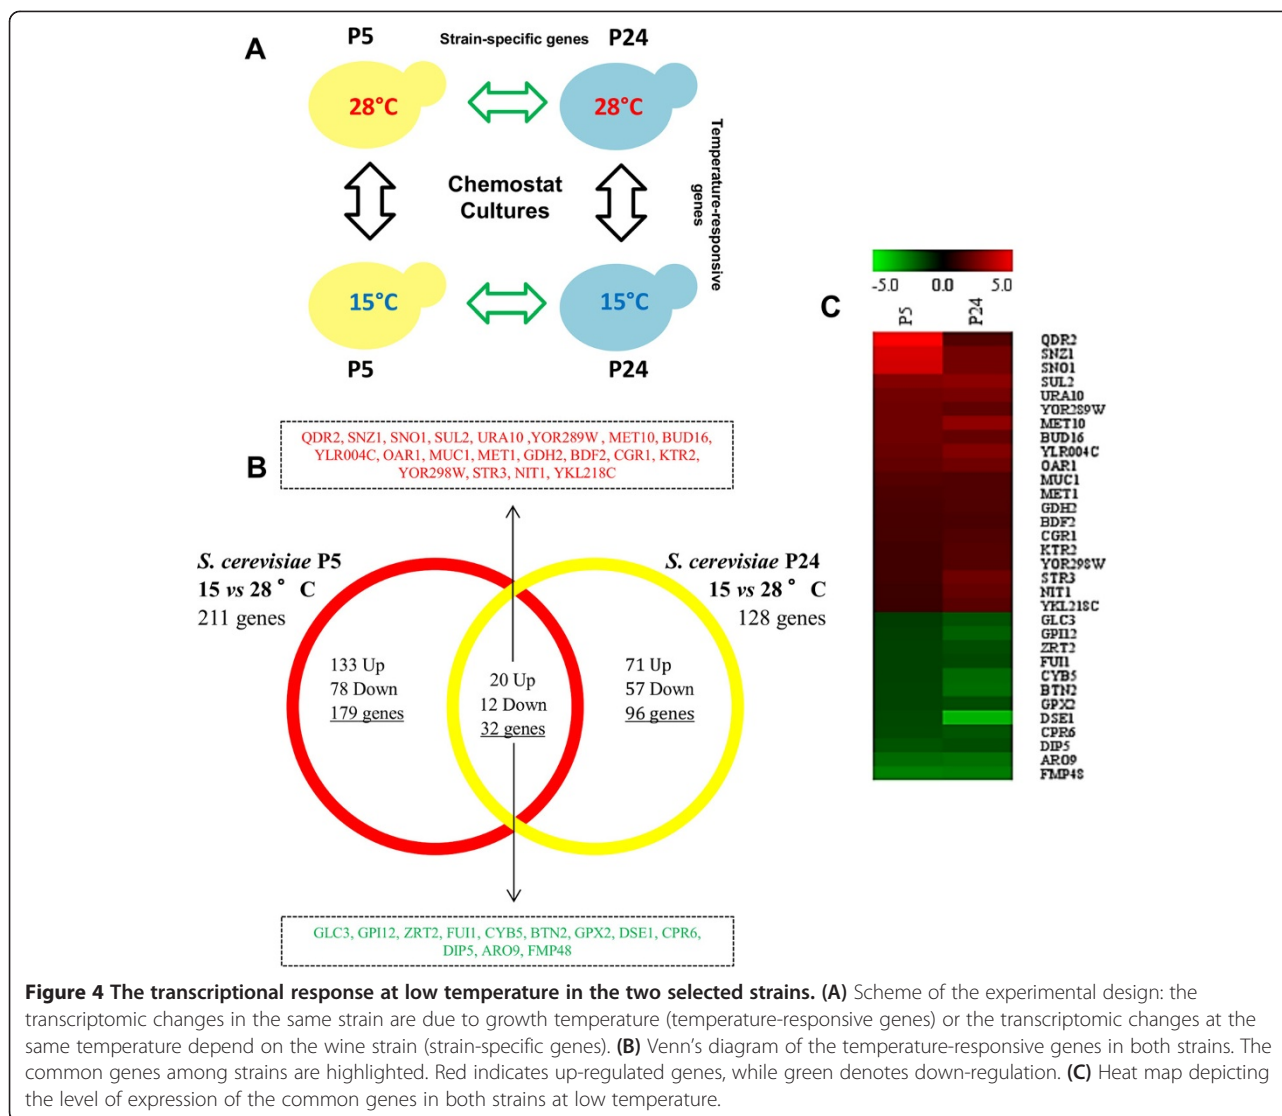 A
P5
Strain-specific genes
P24
28°C
28°C
Temperature-responsive
genes
Chemostat
Cultures
15°C
15°C
P5
P24
B
QDR2, SNZ1, SNO1, SUL2, URA10 ,YOR289W , MET10, BUD16,
YLR004C, OAR1, MUC1, MET1, GDH2, BDF2, CGR1, KTR2,
YOR298W, STR3, NIT1, YKL218C
S. cerevisiae P5
15 vs 28° C
211 genes
S. cerevisiae P24
15 vs 28° C
128 genes
133 Up
78 Down
179 genes
20 Up
12 Down
32 genes
71 Up
57 Down
96 genes
GLC3, GPI12, ZRT2, FUI1, CYB5, BTN2, GPX2, DSE1, CPR6,
DIP5, ARO9, FMP48
C
-5.0 0.0 5.0
P5
P24
QDR2
SNZ1
SNO1
SUL2
URA10
YOR289W
MET10
BUD16
YLR004C
OAR1
MUC1
MET1
GDH2
BDF2
CGR1
KTR2
YOR298W
STR3
NIT1
YKL218C
GLC3
GPI12
ZRT2
FUI1
CYB5
BTN2
GPX2
DSE1
CPR6
DIP5
ARO9
FMP48
Figure 4 The transcriptional response at low temperature in the two selected strains. (A) Scheme of the experimental design: the
transcriptomic changes in the same strain are due to growth temperature (temperature-responsive genes) or the transcriptomic changes at the
same temperature depend on the wine strain (strain-specific genes). (B) Venn's diagram of the temperature-responsive genes in both strains. The
common genes among strains are highlighted. Red indicates up-regulated genes, while green denotes down-regulation. (C) Heat map depicting
the level of expression of the common genes in both strains at low temperature.